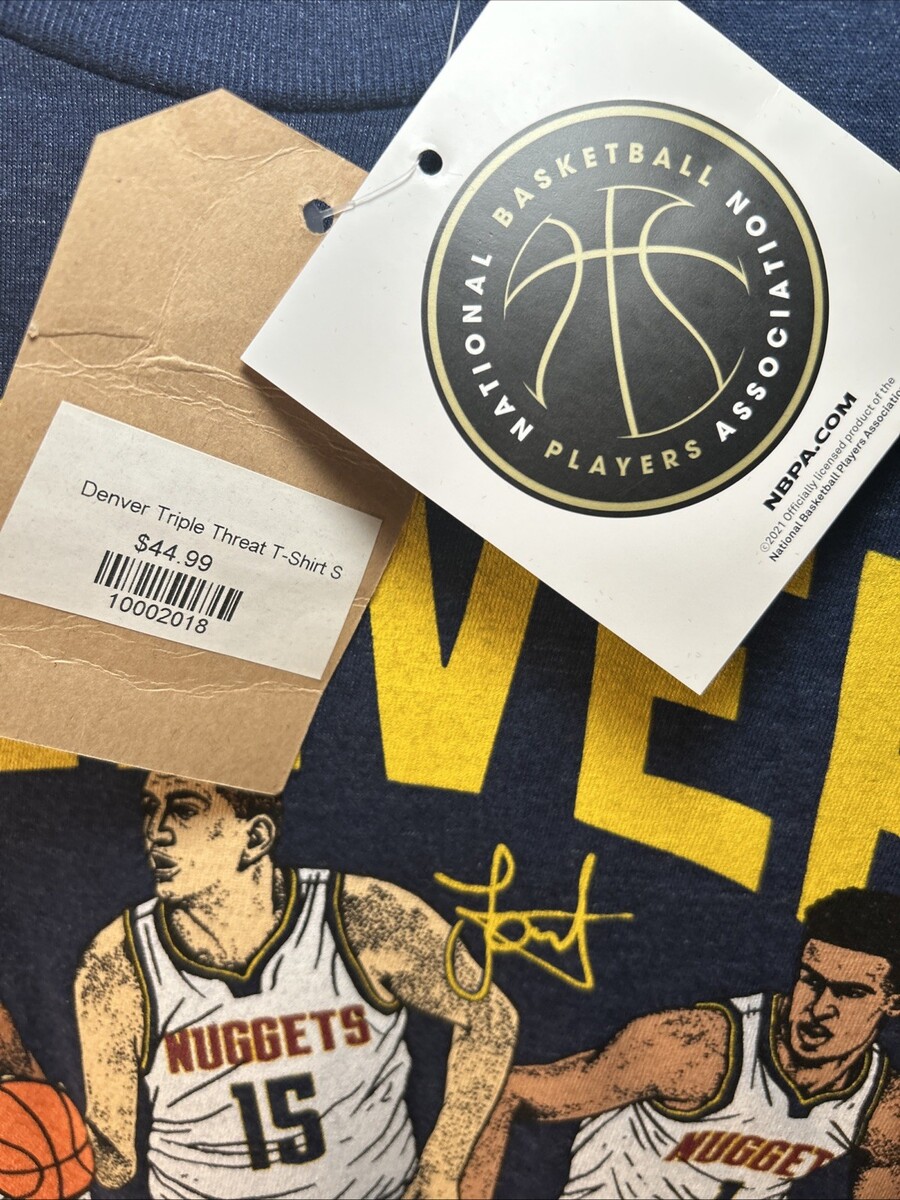 NATIONAL BASKETBALL
PLAYERS ASSOCIATION
NBPA.COM
©2021 Officially licensed product of the
National Basketball Players Association
Denver Triple Threat T-Shirt S
$44.99
10002018
VE
NUGGETS
15
NUGGET